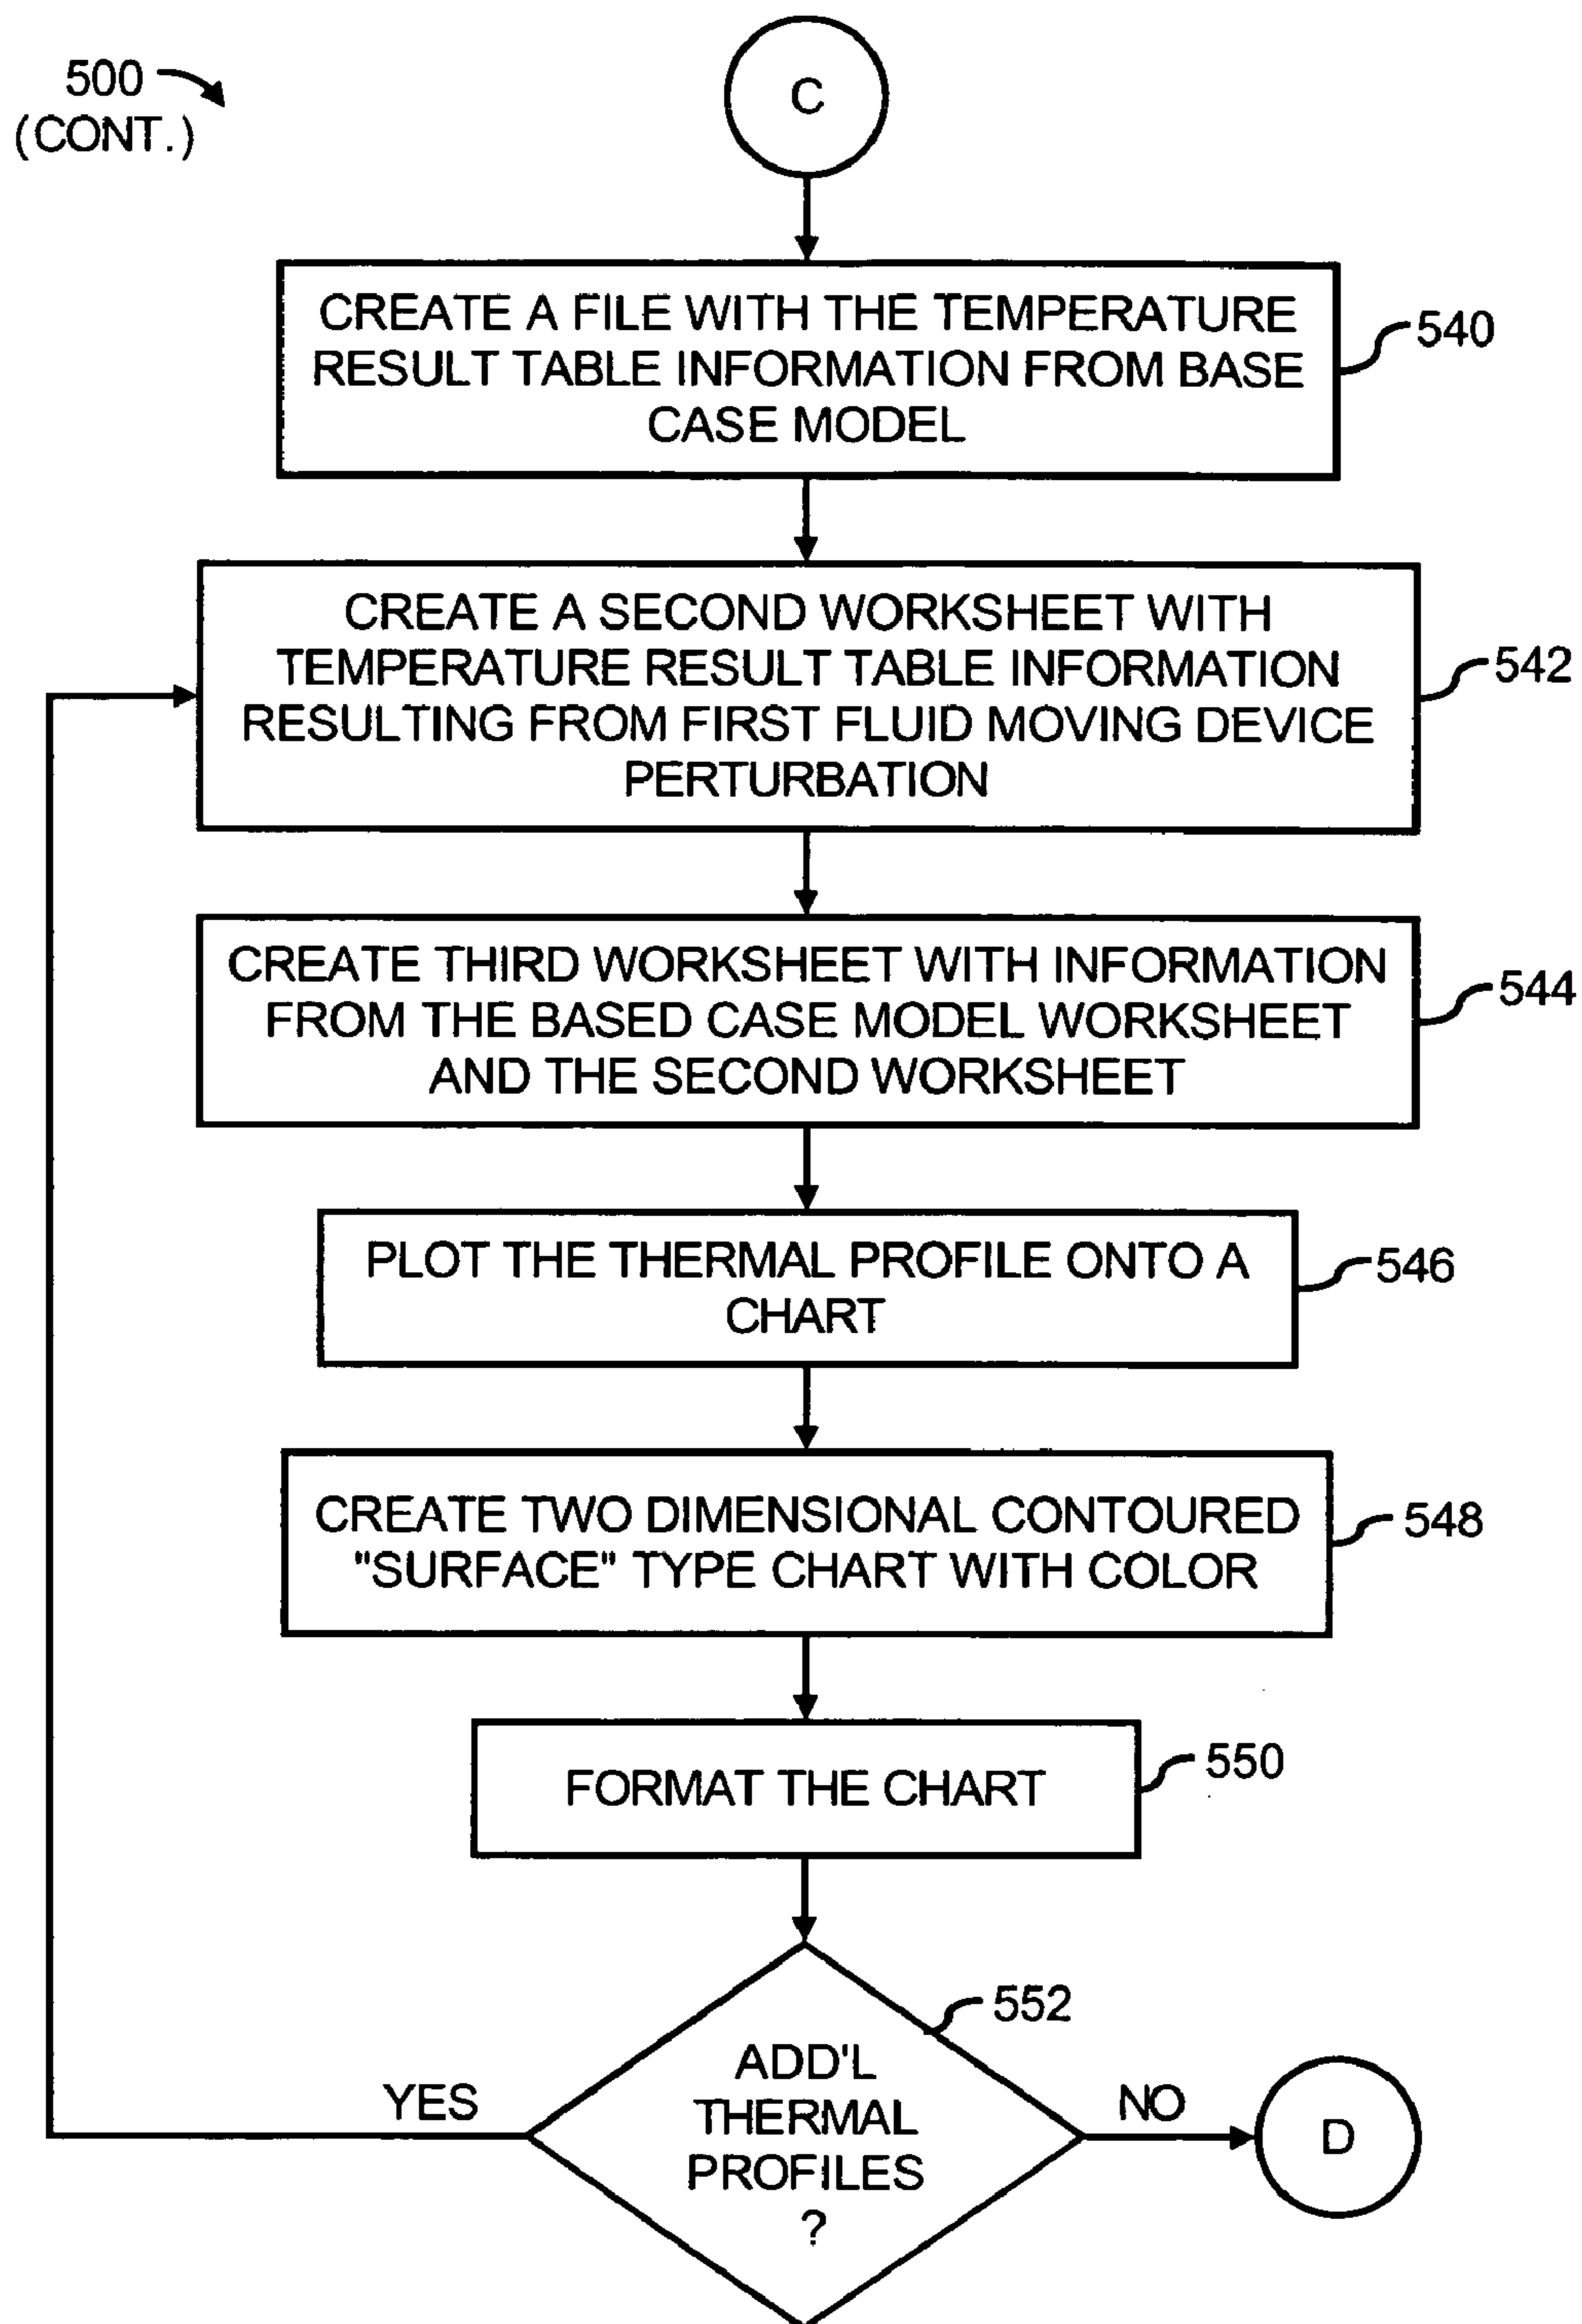 500
(CONT.)
C
CREATE A FILE WITH THE TEMPERATURE
RESULT TABLE INFORMATION FROM BASE
CASE MODEL
540
CREATE A SECOND WORKSHEET WITH
TEMPERATURE RESULT TABLE INFORMATION
RESULTING FROM FIRST FLUID MOVING DEVICE
PERTURBATION
542
CREATE THIRD WORKSHEET WITH INFORMATION
FROM THE BASED CASE MODEL WORKSHEET
AND THE SECOND WORKSHEET
544
PLOT THE THERMAL PROFILE ONTO A
CHART
546
CREATE TWO DIMENSIONAL CONTOURED
"SURFACE" TYPE CHART WITH COLOR
548
FORMAT THE CHART
550
552
ADD'L
THERMAL
PROFILES
?
YES
NO
D